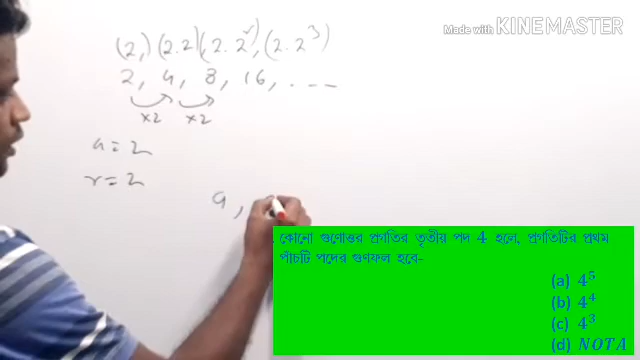 Made with KINEMASTER
(2,) (2.2) (2.2², (2.2³)
2, 4, 8, 16, . _ _
×2 ×2
a = 2
r = 2
a,
কোনো গুণোত্তর প্রগতির তৃতীয় পদ 4 হলে, প্রগতিটির প্রথম
পাঁচটি পদের গুণফল হবে-
(a) 4⁵
(b) 4⁴
(c) 4³
(d) NOTA